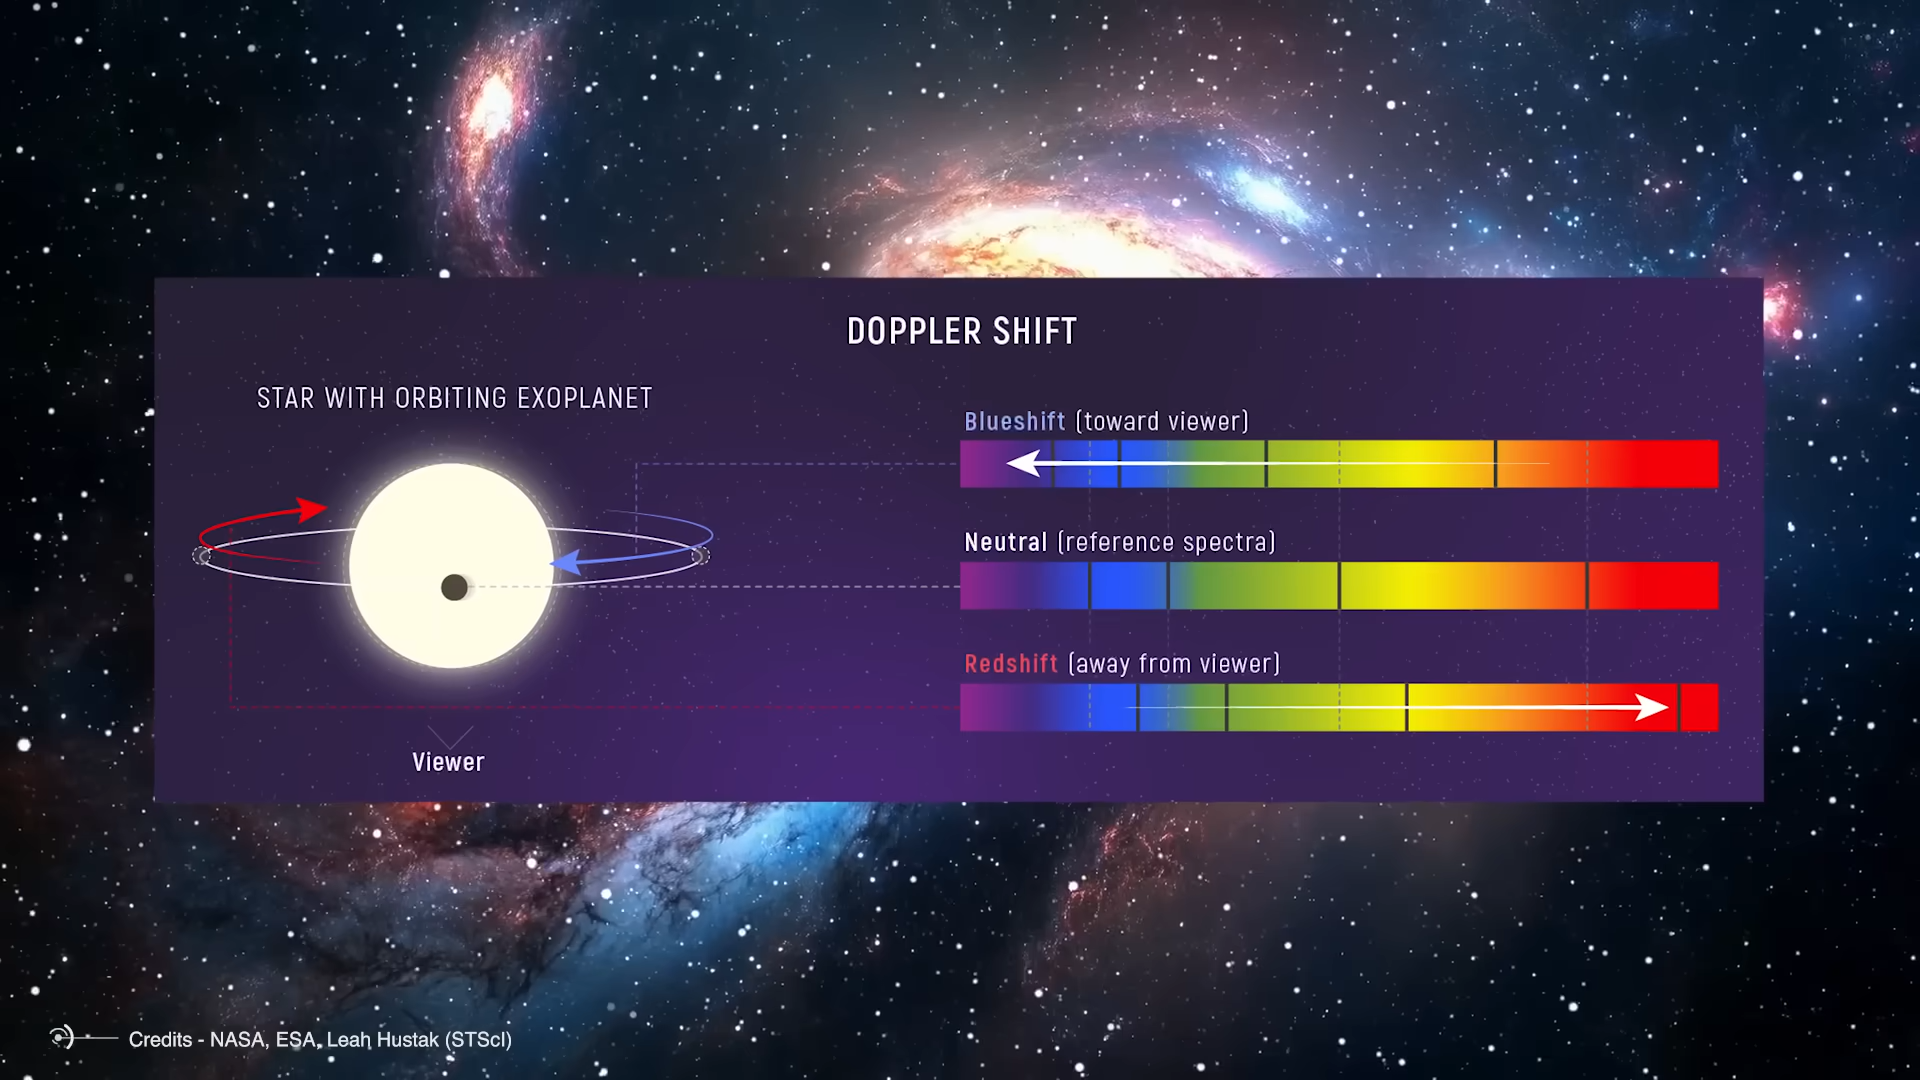 DOPPLER SHIFT
STAR WITH ORBITING EXOPLANET
Viewer
Blueshift (toward viewer)
Neutral (reference spectra)
Redshift (away from viewer)
Credits - NASA, ESA, Leah Hustak (STScI)